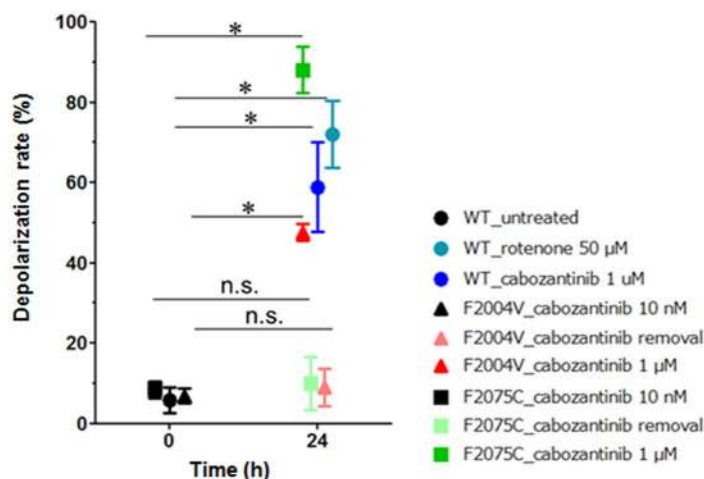 100
80
60
40
20
0
Depolarization rate (%)
*
*
*
*
n.s.
n.s.
0
24
Time (h)
WT_untreated
WT_rotenone 50 µM
WT_cabozantinib 1 uM
F2004V_cabozantinib 10 nM
F2004V_cabozantinib removal
F2004V_cabozantinib 1 µM
F2075C_cabozantinib 10 nM
F2075C_cabozantinib removal
F2075C_cabozantinib 1 µM